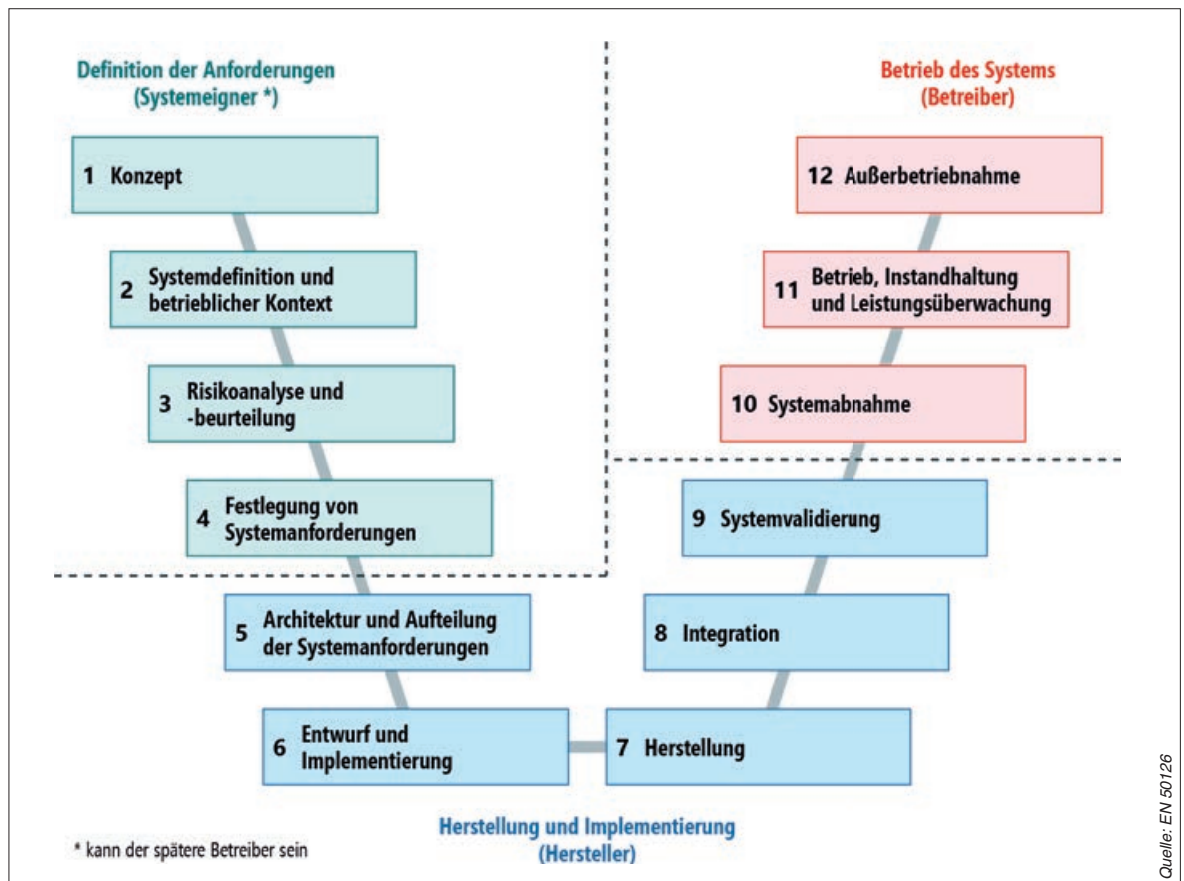 Definition der Anforderungen
(Systemeigner *)
1 Konzept
2 Systemdefinition und
betrieblicher Kontext
3 Risikoanalyse und
-beurteilung
4 Festlegung von
Systemanforderungen
5 Architektur und Aufteilung
der Systemanforderungen
6 Entwurf und
Implementierung
7 Herstellung
8 Integration
9 Systemvalidierung
10 Systemabnahme
11 Betrieb, Instandhaltung
und Leistungsüberwachung
12 Außerbetriebnahme
Betrieb des Systems
(Betreiber)
Herstellung und Implementierung
(Hersteller)
* kann der spätere Betreiber sein
Quelle: EN 50126